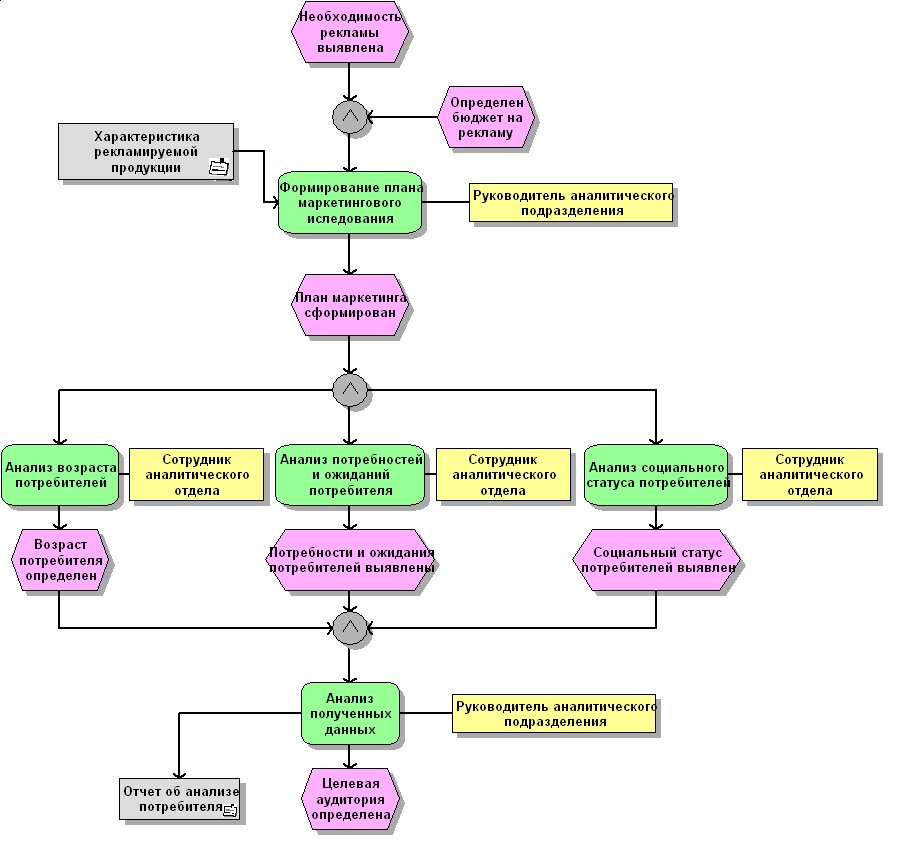 Необходимость
рекламы
выявлена
Определен
бюджет на
рекламу
Характеристика
рекламируемой
продукции
Формирование плана
маркетингового
иследования
Руководитель аналитического
подразделения
План маркетинга
сформирован
Анализ возраста
потребителей
Сотрудник
аналитического
отдела
Анализ потребностей
и ожиданий
потребителя
Сотрудник
аналитического
отдела
Анализ социального
статуса потребителей
Сотрудник
аналитического
отдела
Возраст
потребителя
определен
Потребности и ожидания
потребителей выявлены
Социальный статус
потребителей выявлен
Анализ
полученных
данных
Руководитель аналитического
подразделения
Отчет об анализе
потребителя
Целевая
аудитория
определена